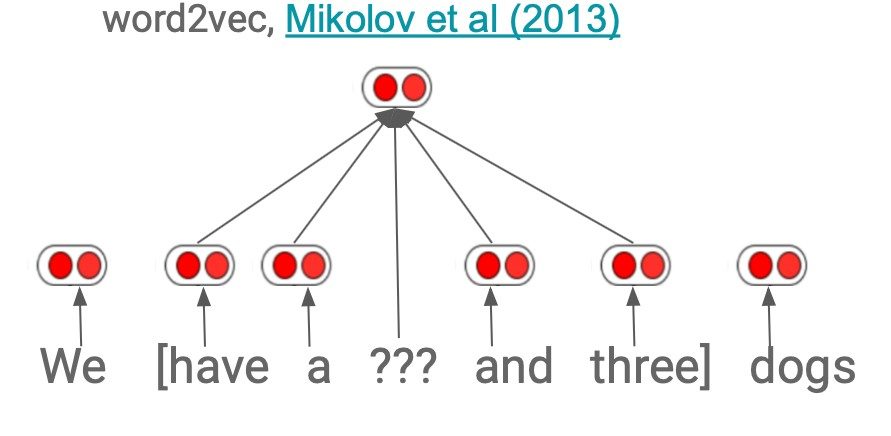 word2vec, Mikolov et al (2013)
We [have a ??? and three] dogs